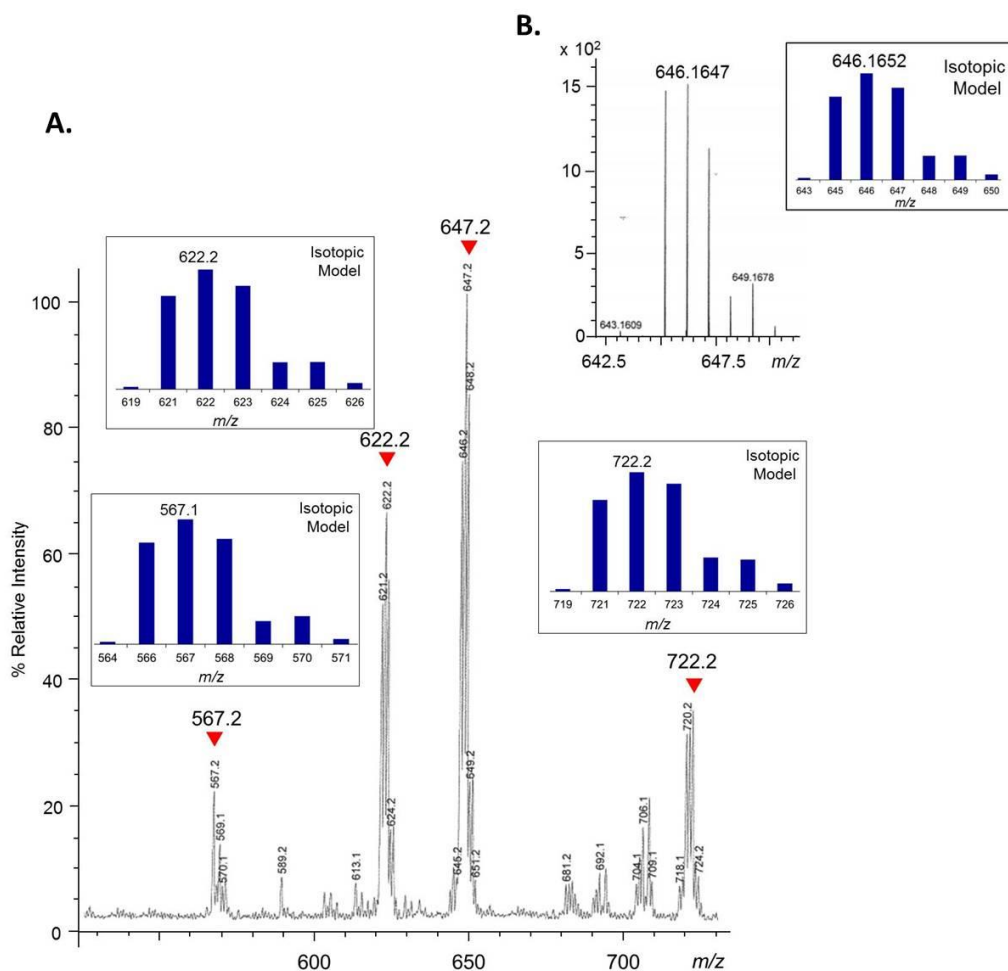 B.
x 10²
15
10
5
0
646.1647
643.1609
649.1678
642.5
647.5
m/z
646.1652
Isotopic
Model
643 645 646 647 648 649 650
m/z
A.
% Relative Intensity
100
80
60
40
20
0
600
650
700
m/z
622.2
Isotopic
Model
619 621 622 623 624 625 626
m/z
567.1
Isotopic
Model
564 566 567 568 569 570 571
m/z
567.2
567.2
569.1
570.1
589.2
613.1
622.2
621.2
622.2
624.2
647.2
645.2
646.2
647.2
648.2
649.2
651.2
681.2
692.1
704.1
706.1
709.1
722.2
Isotopic
Model
719 721 722 723 724 725 726
m/z
722.2
718.1
720.2
724.2